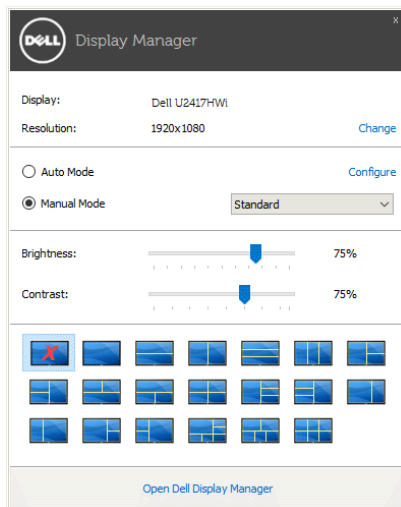 x
DELL Display Manager
Display: Dell U2417HWi
Resolution: 1920x1080 Change
Auto Mode Configure
Manual Mode Standard
Brightness: 75%
Contrast: 75%
Open Dell Display Manager